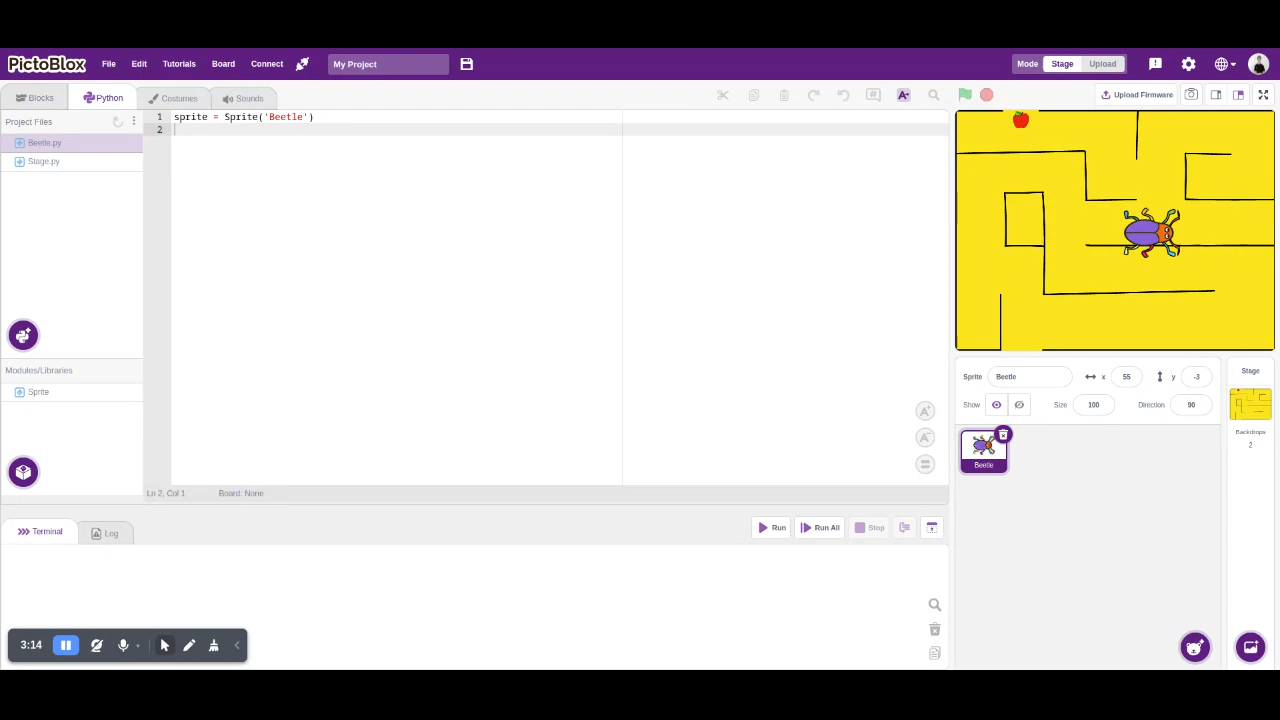 PictoBlox File Edit Tutorials Board Connect My Project Mode Stage Upload
Blocks Python Costumes Sounds Upload Firmware
Project Files
Beetle.py
Stage.py
1 sprite = Sprite('Beetle')
2
Modules/Libraries
Sprite
Ln 2, Col 1 Board: None
Terminal Log Run Run All Stop
Sprite Beetle x 55 y -3
Show Size 100 Direction 90
Beetle
Stage
Backdrops
2
3:14